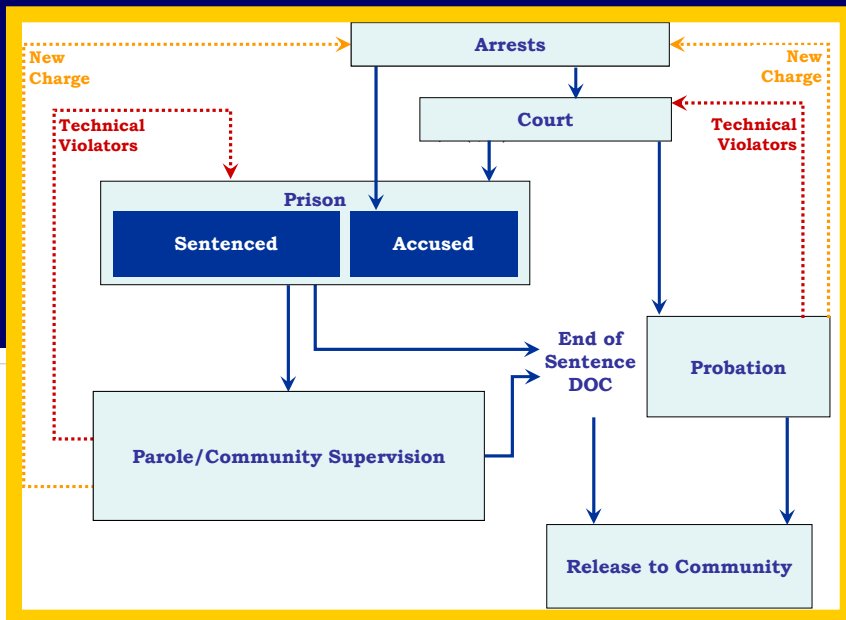 Arrests
New
Charge
New
Charge
Court
Technical
Violators
Technical
Violators
Prison
Sentenced
Accused
End of
Sentence
DOC
Probation
Parole/Community Supervision
Release to Community